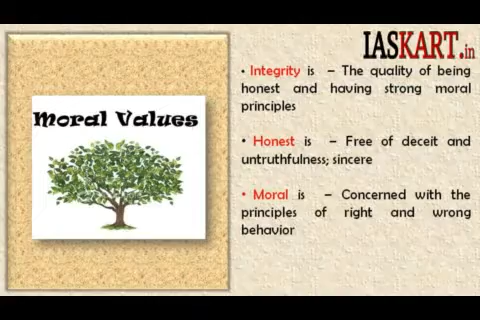 IASKART.in
Moral Values
• Integrity is – The quality of being
honest and having strong moral
principles
• Honest is – Free of deceit and
untruthfulness; sincere
• Moral is – Concerned with the
principles of right and wrong
behavior